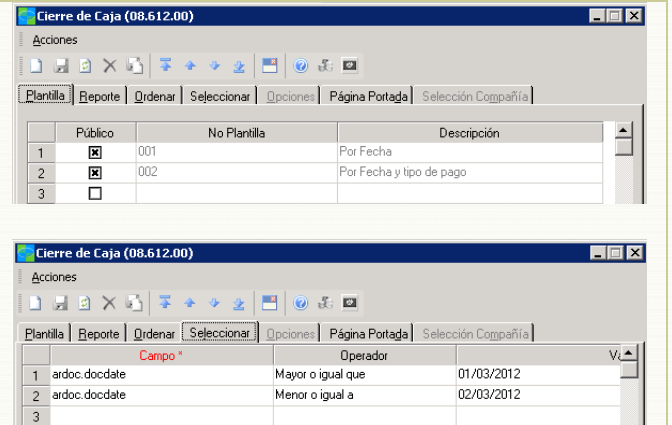 Cierre de Caja (08.612.00)
Acciones
Plantilla Reporte Ordenar Seleccionar Opciones Página Portada Selección Compañía
Público No Plantilla Descripción
1 001 Por Fecha
2 002 Por Fecha y tipo de pago
3
Cierre de Caja (08.612.00)
Acciones
Plantilla Reporte Ordenar Seleccionar Opciones Página Portada Selección Compañía
Campo * Operador
1 ardoc.docdate Mayor o igual que 01/03/2012
2 ardoc.docdate Menor o igual a 02/03/2012
3